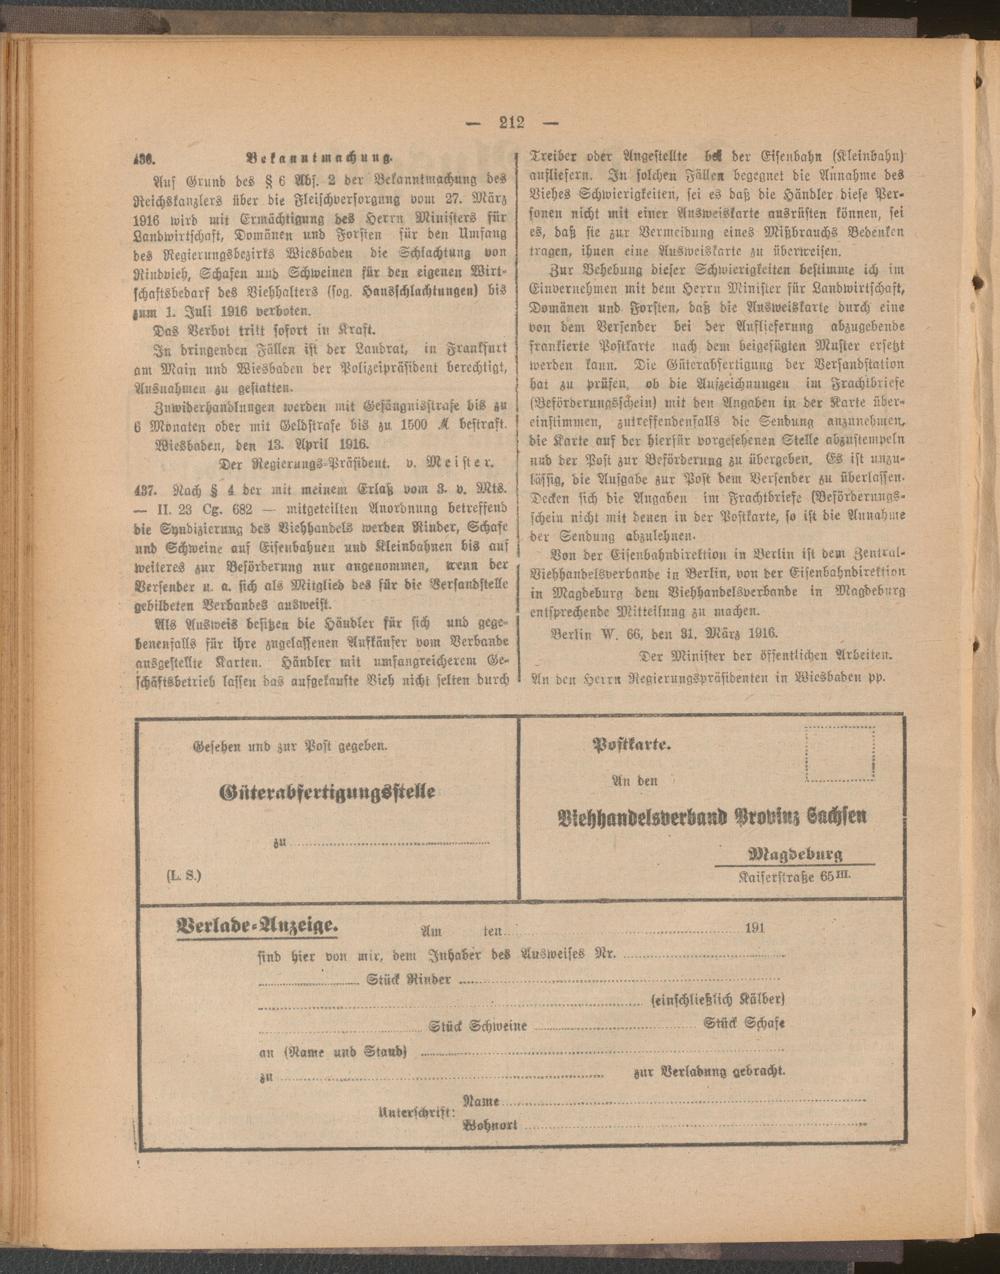 — 212 —
436. Bekanntmachung.
Auf Grund des § 6 Abs. 2 der Bekanntmachung des
Reichskanzlers über die Fleischversorgung vom 27. März
1916 wird mit Ermächtigung des Herrn Ministers für
Landwirtschaft, Domänen und Forsten für den Umfang
des Regierungsbezirks Wiesbaden die Schlachtung von
Rindvieh, Schafen und Schweinen für den eigenen Wirt-
schaftsbedarf des Viehhalters (sog. Hausschlachtungen) bis
zum 1. Juli 1916 verboten.
Das Verbot tritt sofort in Kraft.
In dringenden Fällen ist der Landrat, in Frankfurt
am Main und Wiesbaden der Polizeipräsident berechtigt,
Ausnahmen zu gestatten.
Zuwiderhandlungen werden mit Gefängnisstrafe bis zu
6 Monaten oder mit Geldstrafe bis zu 1500 ℳ bestraft.
Wiesbaden, den 13. April 1916.
Der Regierungs-Präsident. v. Meister.
437. Nach § 4 der mit meinem Erlaß vom 3. v. Mts.
— II. 23 Cg. 682 — mitgeteilten Anordnung betreffend
die Syndizierung des Viehhandels werden Rinder, Schafe
und Schweine auf Eisenbahnen und Kleinbahnen bis auf
weiteres zur Beförderung nur angenommen, wenn der
Versender u. a. sich als Mitglied des für die Versandstelle
gebildeten Verbandes ausweist.
Als Ausweis besitzen die Händler für sich und gege-
benenfalls für ihre zugelassenen Aufkäufer vom Verbande
ausgestellte Karten. Händler mit umfangreicherem Ge-
schäftsbetrieb lassen das aufgekaufte Vieh nicht selten durch
Treiber oder Angestellte bei der Eisenbahn (Kleinbahn)
aufliefern. In solchen Fällen begegnet die Annahme des
Viehes Schwierigkeiten, sei es daß die Händler diese Per-
sonen nicht mit einer Ausweiskarte ausrüsten können, sei
es, daß sie zur Vermeidung eines Mißbrauchs Bedenken
tragen, ihnen eine Ausweiskarte zu überweisen.
Zur Behebung dieser Schwierigkeiten bestimme ich im
Einvernehmen mit dem Herrn Minister für Landwirtschaft,
Domänen und Forsten, daß die Ausweiskarte durch eine
von dem Versender bei der Auflieferung abzugebende
frankierte Postkarte nach dem beigefügten Muster ersetzt
werden kann. Die Güterabfertigung der Versandstation
hat zu prüfen, ob die Aufzeichnungen im Frachtbriefe
(Beförderungsschein) mit den Angaben in der Karte über-
einstimmen, zutreffendenfalls die Sendung anzunehmen,
die Karte auf der hierfür vorgesehenen Stelle abzustempeln
und der Post zur Beförderung zu übergeben. Es ist unzu-
lässig, die Aufgabe zur Post dem Versender zu überlassen.
Decken sich die Angaben im Frachtbriefe (Beförderungs-
schein nicht mit denen in der Postkarte, so ist die Annahme
der Sendung abzulehnen.
Von der Eisenbahndirektion in Berlin ist dem Zentral-
Viehhandelsverbande in Berlin, von der Eisenbahndirektion
in Magdeburg dem Viehhandelsverbande in Magdeburg
entsprechende Mitteilung zu machen.
Berlin W. 66, den 31. März 1916.
Der Minister der öffentlichen Arbeiten.
An den Herrn Regierungspräsidenten in Wiesbaden pp.
Gesehen und zur Post gegeben.
Güterabfertigungsstelle
zu
(L. S.)
Postkarte.
An den
Viehhandelsverband Provinz Sachsen
Magdeburg
Kaiserstraße 65 III.
Verlade-Anzeige. Am ten 191
sind hier von mir, dem Inhaber des Ausweises Nr.
Stück Rinder
(einschließlich Kälber)
Stück Schweine Stück Schafe
an (Name und Stand)
zu zur Verladung gebracht.
Unterschrift: Name
Wohnort